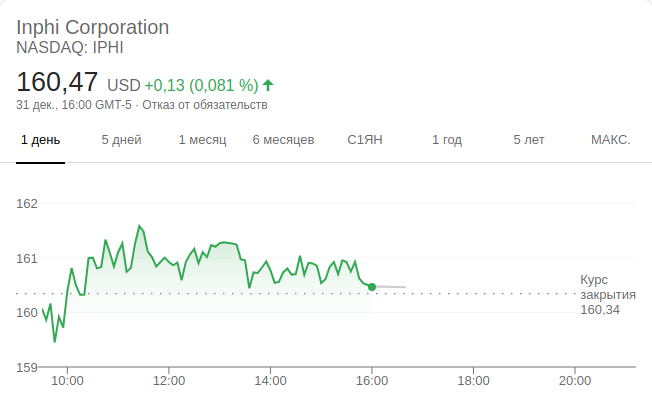 Inphi Corporation
NASDAQ: IPHI
160,47 USD +0,13 (0,081 %)
31 дек., 16:00 GMT-5 · Отказ от обязательств
1 день 5 дней 1 месяц 6 месяцев С1ЯН 1 год 5 лет МАКС.
162
161
Курс
закрытия
160,34
160
159
10:00 12:00 14:00 16:00 18:00 20:00